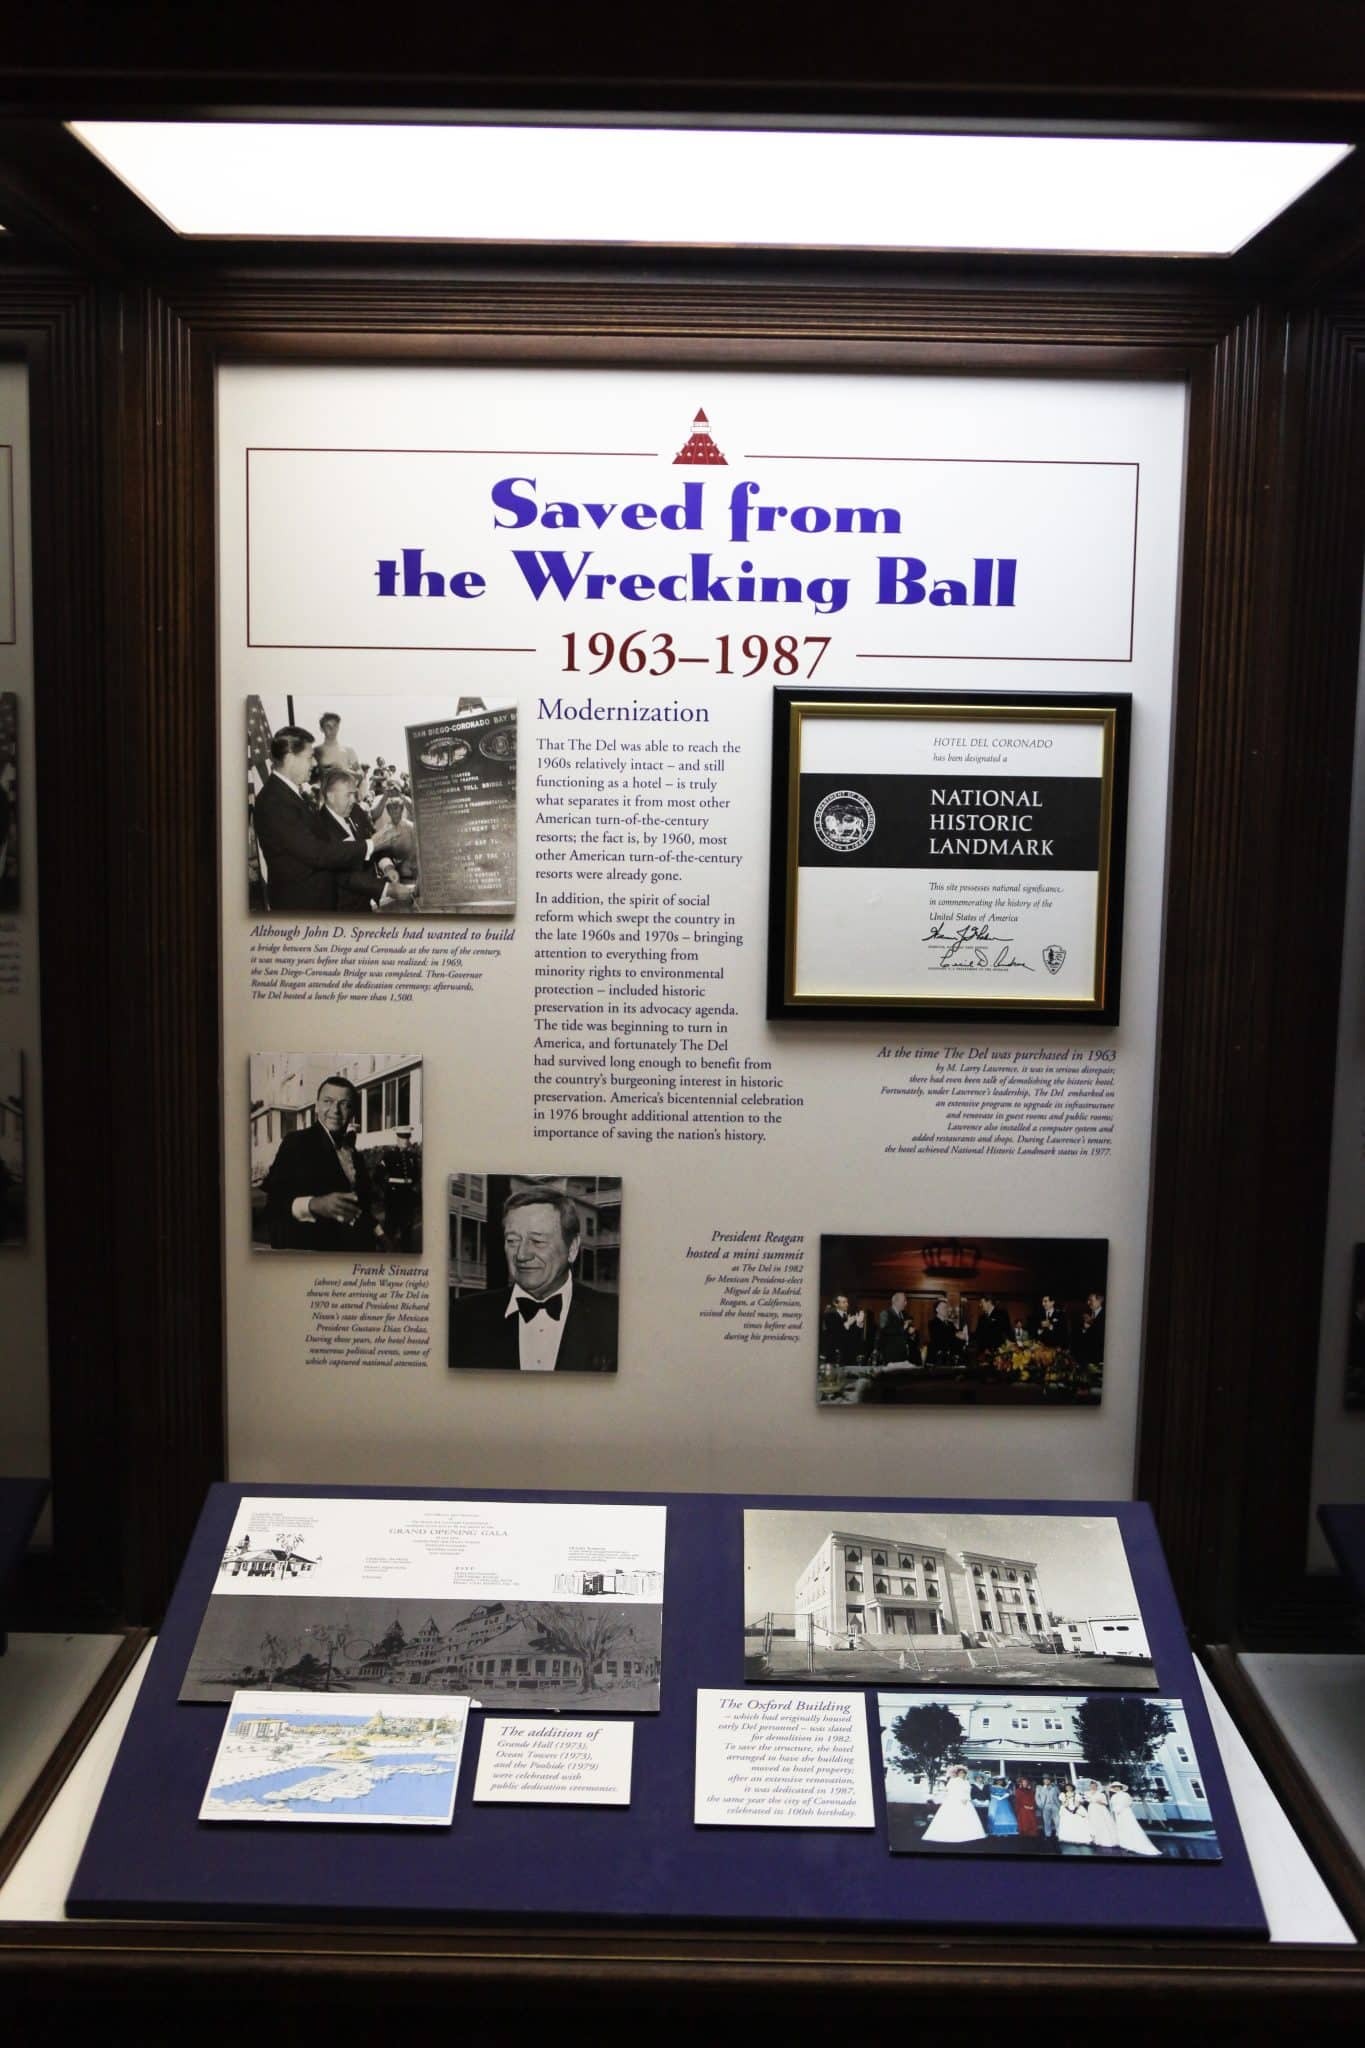 Saved from
the Wrecking Ball
1963–1987
SAN DIEGO-CORONADO BAY
CALIFORNIA TOLL BRIDGE
Although John D. Spreckels had wanted to build
a bridge between San Diego and Coronado at the turn of the century,
it was many years before that vision was realized; in 1969,
the San Diego-Coronado Bridge was completed. Then-Governor
Ronald Reagan attended the dedication ceremony; afterwards,
The Del hosted a lunch for more than 1,500.
Modernization
That The Del was able to reach the
1960s relatively intact – and still
functioning as a hotel – is truly
what separates it from most other
American turn-of-the-century
resorts; the fact is, by 1960, most
other American turn-of-the-century
resorts were already gone.
In addition, the spirit of social
reform which swept the country in
the late 1960s and 1970s – bringing
attention to everything from
minority rights to environmental
protection – included historic
preservation in its advocacy agenda.
The tide was beginning to turn in
America, and fortunately The Del
had survived long enough to benefit from
the country's burgeoning interest in historic
preservation. America's bicentennial celebration
in 1976 brought additional attention to the
importance of saving the nation's history.
HOTEL DEL CORONADO
has been designated a
NATIONAL
HISTORIC
LANDMARK
This site possesses national significance
in commemorating the history of the
United States of America
At the time The Del was purchased in 1963
by M. Larry Lawrence, it was in serious disrepair;
there had even been talk of demolishing the historic hotel.
Fortunately, under Lawrence's leadership, The Del embarked on
an extensive program to upgrade its infrastructure
and renovate its guest rooms and public rooms;
Lawrence also installed a computer system and
added restaurants and shops. During Lawrence's tenure,
the hotel achieved National Historic Landmark status in 1977.
Frank Sinatra
(above) and John Wayne (right)
shown here arriving at The Del in
1970 to attend President Richard
Nixon's state dinner for Mexican
President Gustavo Díaz Ordaz.
During these years, the hotel hosted
numerous political events, some of
which captured national attention.
President Reagan
hosted a mini summit
at The Del in 1982
for Mexican President-elect
Miguel de la Madrid.
Reagan, a Californian,
visited the hotel many, many
times before and
during his presidency.
GRAND OPENING GALA
The addition of
Grande Hall (1973),
Ocean Towers (1973),
and the Poolside (1979)
were celebrated with
public dedication ceremonies.
The Oxford Building
– which had originally housed
early Del personnel – was slated
for demolition in 1982.
To save the structure, the hotel
arranged to have the building
moved to hotel property;
after an extensive renovation,
it was dedicated in 1987,
the same year the city of Coronado
celebrated its 100th birthday.